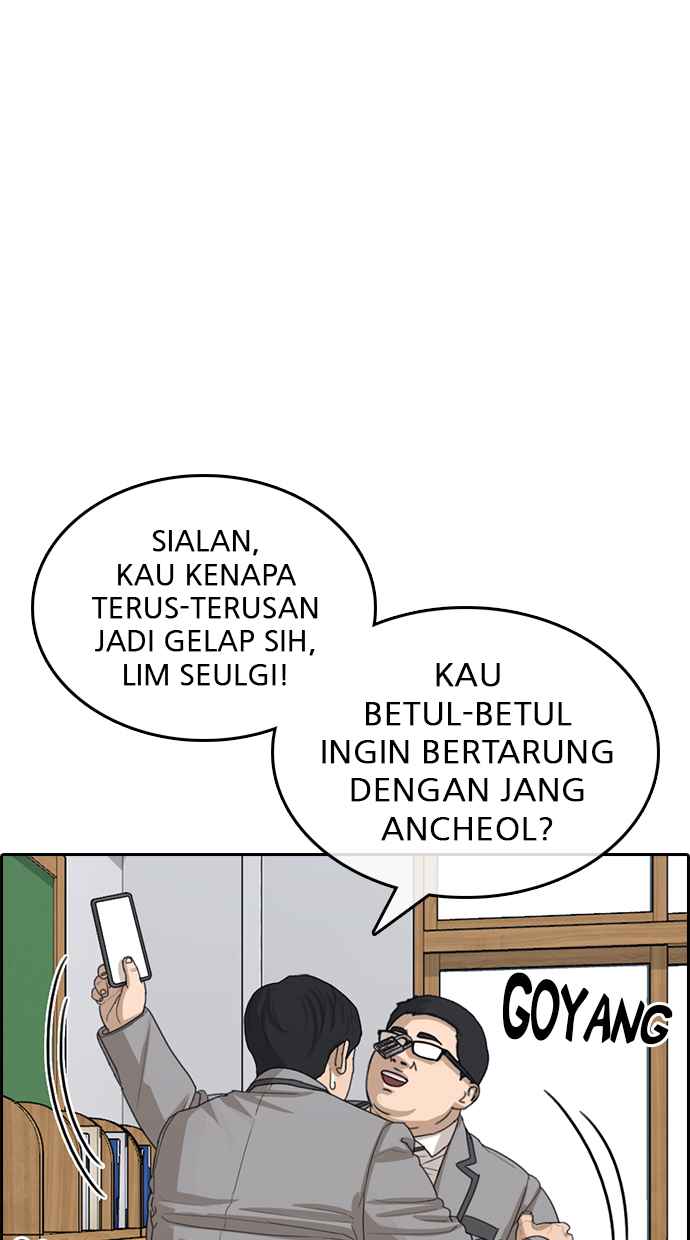 SIALAN,
KAU KENAPA
TERUS-TERUSAN
JADI GELAP SIH,
LIM SEULGI!
KAU
BETUL-BETUL
INGIN BERTARUNG
DENGAN JANG
ANCHEOL?
GOYANG